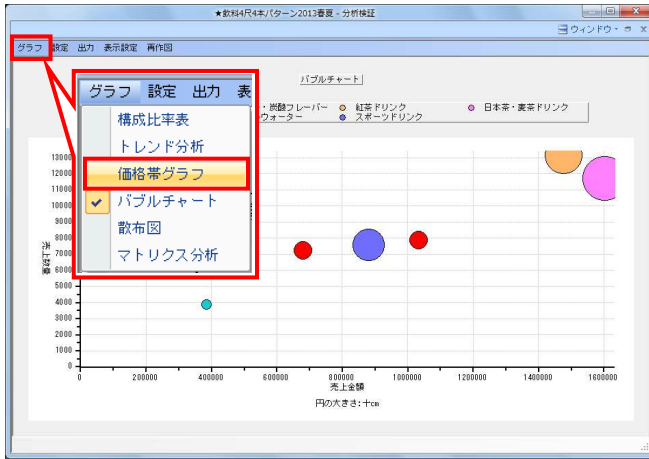 ★飲料4尺4本パターン2013春夏 - 分析検証
ウィンドウ
グラフ 設定 出力 表示設定 再作図
バブルチャート
・炭酸フレーバー 紅茶ドリンク 日本茶・麦茶ドリンク
ウォーター スポーツドリンク
グラフ 設定 出力 表
構成比率表
トレンド分析
価格帯グラフ
バブルチャート
散布図
マトリクス分析
売上数量
13000
12000
11000
10000
9000
8000
7000
6000
5000
4000
3000
2000
1000
0
0 200000 400000 600000 800000 1000000 1200000 1400000 1600000
売上金額
円の大きさ:十cm